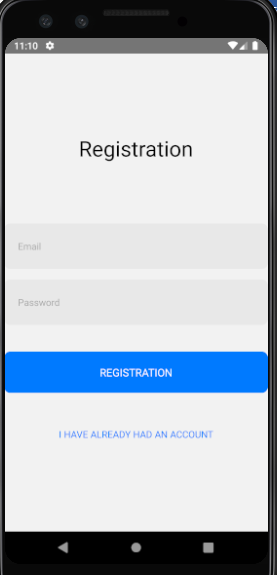 11:10
Registration
Email
Password
REGISTRATION
I HAVE ALREADY HAD AN ACCOUNT